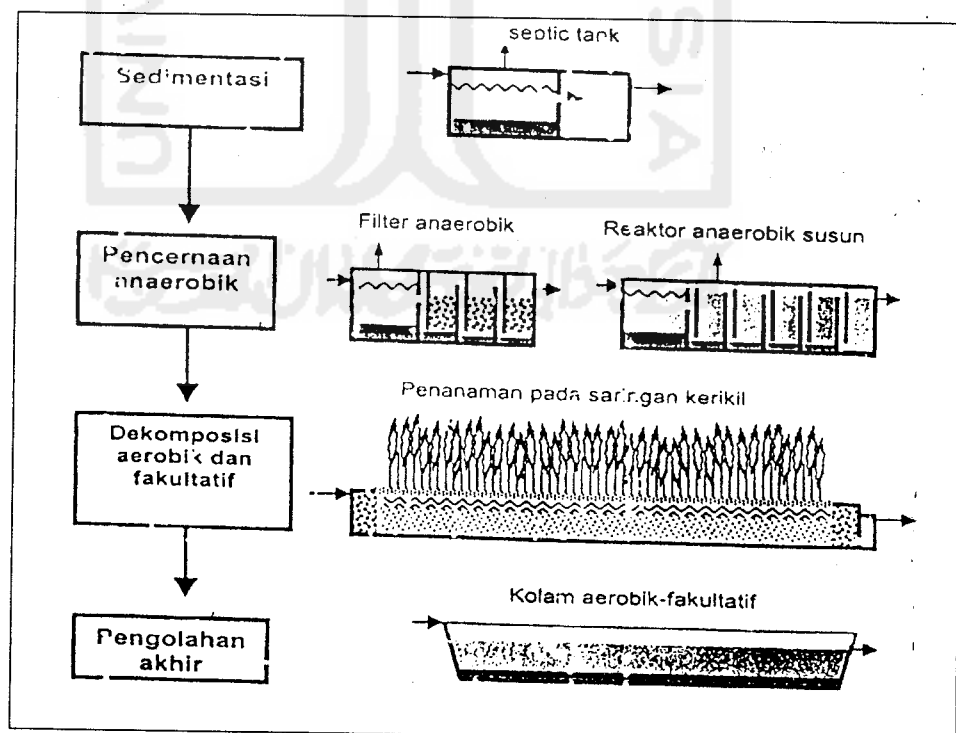 septic tank
Sedimentasi
Filter anaerobik
Reaktor anaerobik susun
Pencernaan
anaerobik
Penanaman pada saringan kerikil
Dekomposisi
aerobik dan
fakultatif
Kolam aerobik-fakultatif
Pengolahan
akhir